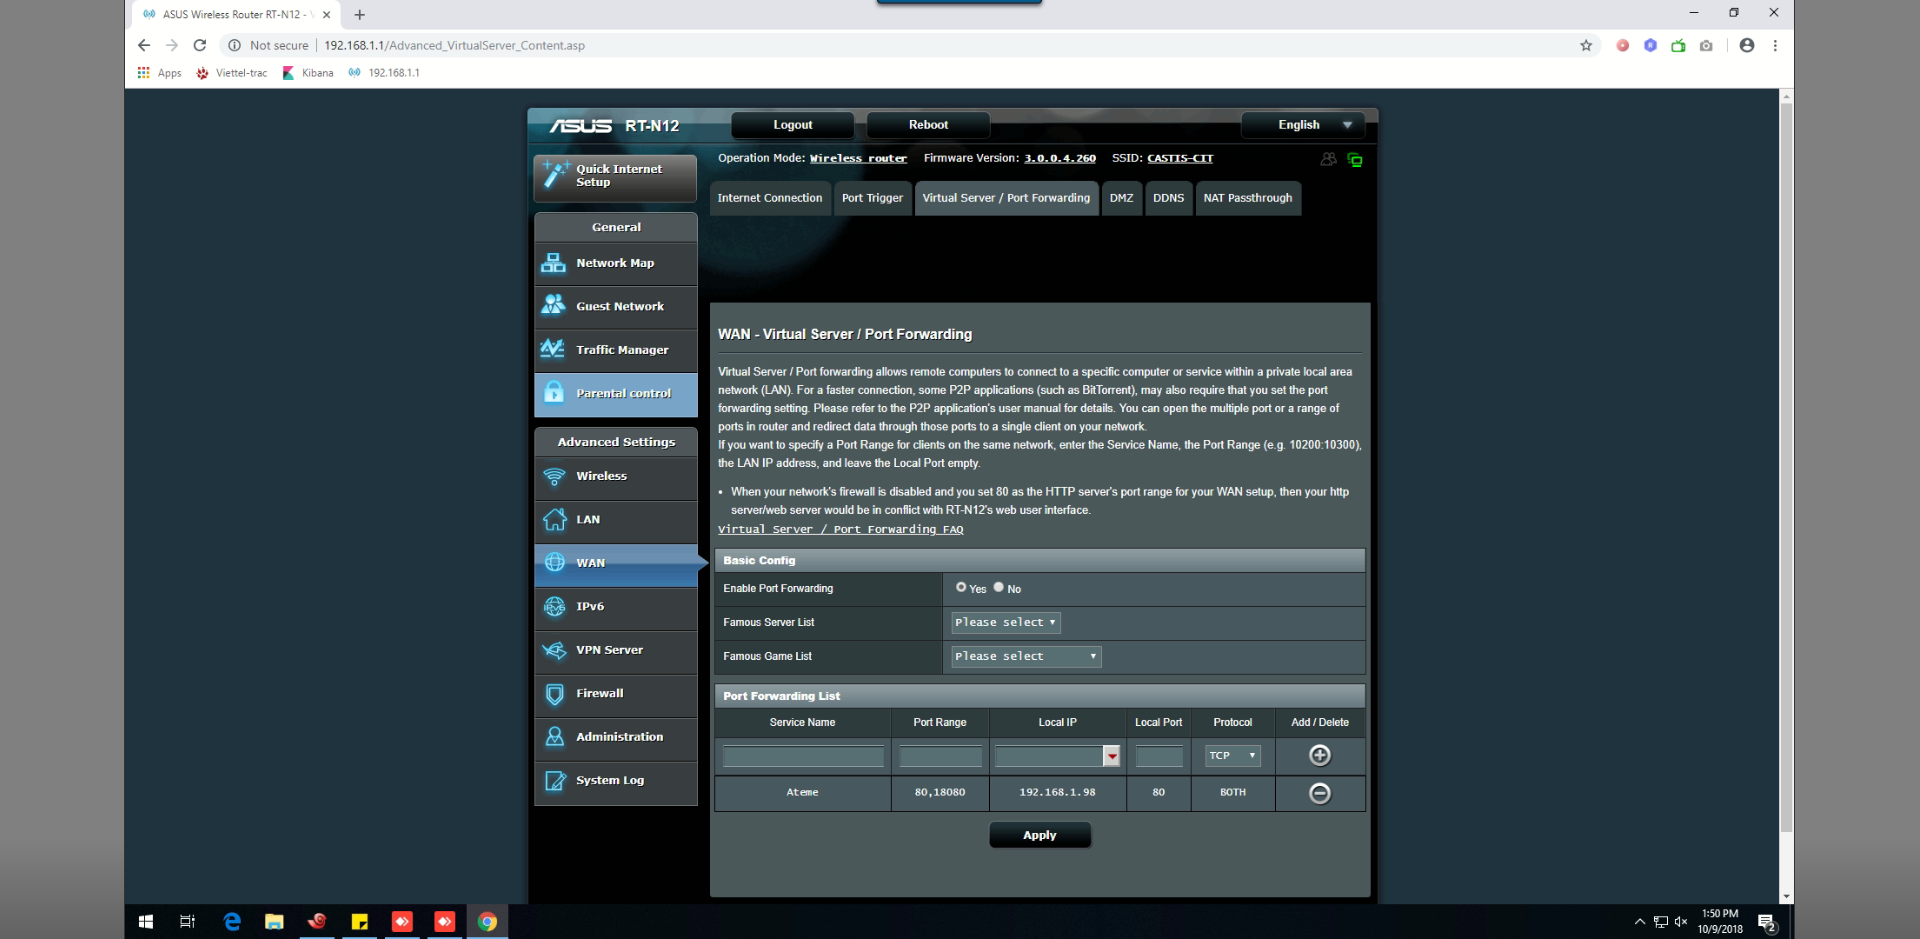 ASUS Wireless Router RT-N12 -
Not secure | 192.168.1.1/Advanced_VirtualServer_Content.asp
Apps Viettel-trac Kibana 192.168.1.1
ASUS RT-N12 Logout Reboot English
Operation Mode: Wireless router Firmware Version: 3.0.0.4.260 SSID: CASTIS-CIT
Quick Internet
Setup
Internet Connection Port Trigger Virtual Server / Port Forwarding DMZ DDNS NAT Passthrough
General
Network Map
Guest Network
Traffic Manager
Parental control
Advanced Settings
Wireless
LAN
WAN
IPv6
VPN Server
Firewall
Administration
System Log
WAN - Virtual Server / Port Forwarding
Virtual Server / Port forwarding allows remote computers to connect to a specific computer or service within a private local area
network (LAN). For a faster connection, some P2P applications (such as BitTorrent), may also require that you set the port
forwarding setting. Please refer to the P2P application's user manual for details. You can open the multiple port or a range of
ports in router and redirect data through those ports to a single client on your network.
If you want to specify a Port Range for clients on the same network, enter the Service Name, the Port Range (e.g. 10200:10300),
the LAN IP address, and leave the Local Port empty.
• When your network's firewall is disabled and you set 80 as the HTTP server's port range for your WAN setup, then your http
server/web server would be in conflict with RT-N12's web user interface.
Virtual Server / Port Forwarding FAQ
Basic Config
Enable Port Forwarding Yes No
Famous Server List Please select
Famous Game List Please select
Port Forwarding List
Service Name Port Range Local IP Local Port Protocol Add / Delete
TCP
Ateme 80,18080 192.168.1.98 80 BOTH
Apply
1:50 PM
10/9/2018
2